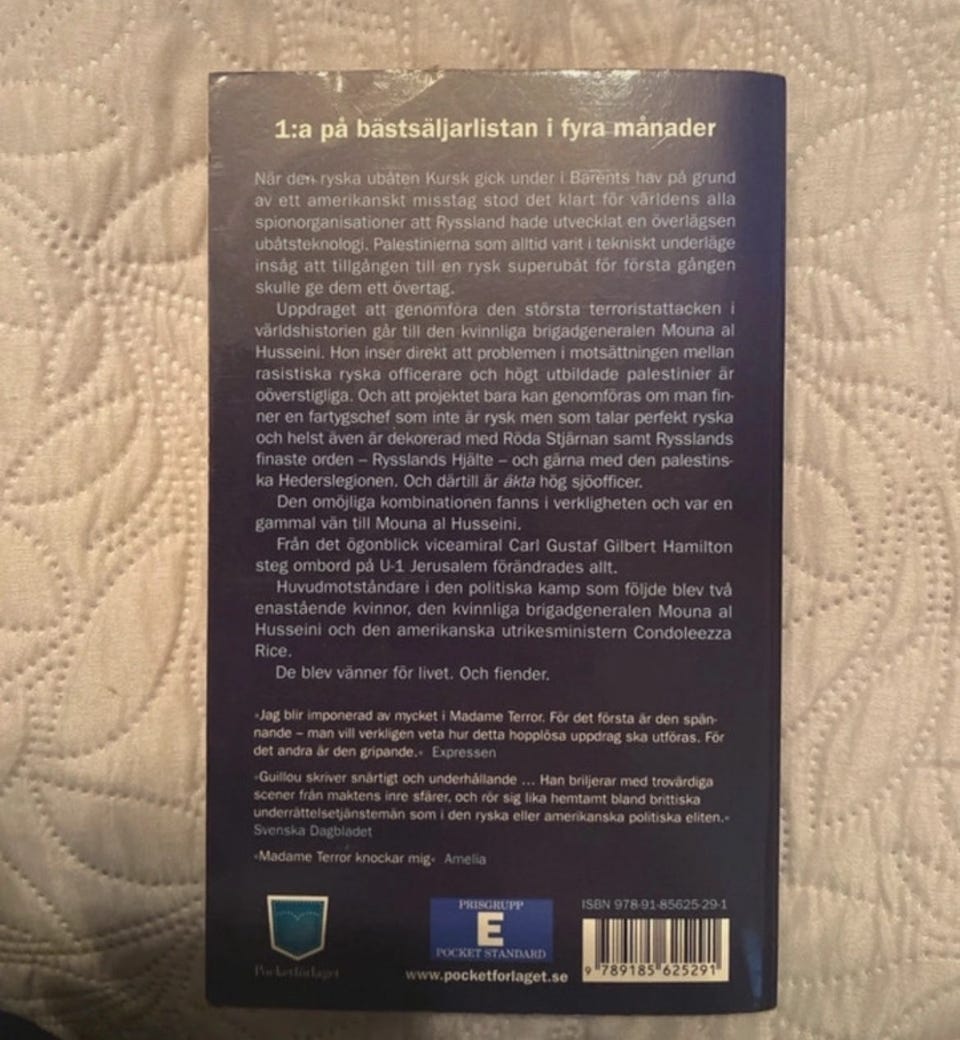 1:a på bästsäljarlistan i fyra månader
När den ryska ubåten Kursk gick under i Barents hav på grund
av ett amerikanskt misstag stod det klart för världens alla
spionorganisationer att Ryssland hade utvecklat en överlägsen
ubåtsteknologi. Palestinierna som alltid varit i tekniskt underläge
insåg att tillgången till en rysk superubåt för första gången
skulle ge dem ett övertag.
Uppdraget att genomföra den största terroristattacken i
världshistorien går till den kvinnliga brigadgeneralen Mouna al
Husseini. Hon inser direkt att problemen i motsättningen mellan
rasistiska ryska officerare och högt utbildade palestinier är
oöverstigliga. Och att projektet bara kan genomföras om man fin-
ner en fartygschef som inte är rysk men som talar perfekt ryska
och helst även är dekorerad med Röda Stjärnan samt Rysslands
finaste orden – Rysslands Hjälte – och gärna med den palestins-
ka Hederslegionen. Och därtill är äkta hög sjöofficer.
Den omöjliga kombinationen fanns i verkligheten och var en
gammal vän till Mouna al Husseini.
Från det ögonblick viceamiral Carl Gustaf Gilbert Hamilton
steg ombord på U-1 Jerusalem förändrades allt.
Huvudmotståndare i den politiska kamp som följde blev två
enastående kvinnor, den kvinnliga brigadgeneralen Mouna al
Husseini och den amerikanska utrikesministern Condoleezza
Rice.
De blev vänner för livet. Och fiender.
»Jag blir imponerad av mycket i Madame Terror. För det första är den spän-
nande – man vill verkligen veta hur detta hopplösa uppdrag ska utföras. För
det andra är den gripande.« Expressen
»Guillou skriver snärtigt och underhållande ... Han briljerar med trovärdiga
scener från maktens inre sfärer, och rör sig lika hemtamt bland brittiska
underrättelsetjänstemän som i den ryska eller amerikanska politiska eliten.«
Svenska Dagbladet
»Madame Terror knockar mig« Amelia
Pocketförlaget
PRISGRUPP
E
POCKET STANDARD
www.pocketforlaget.se
ISBN 978-91-85625-29-1
9 789185 625291